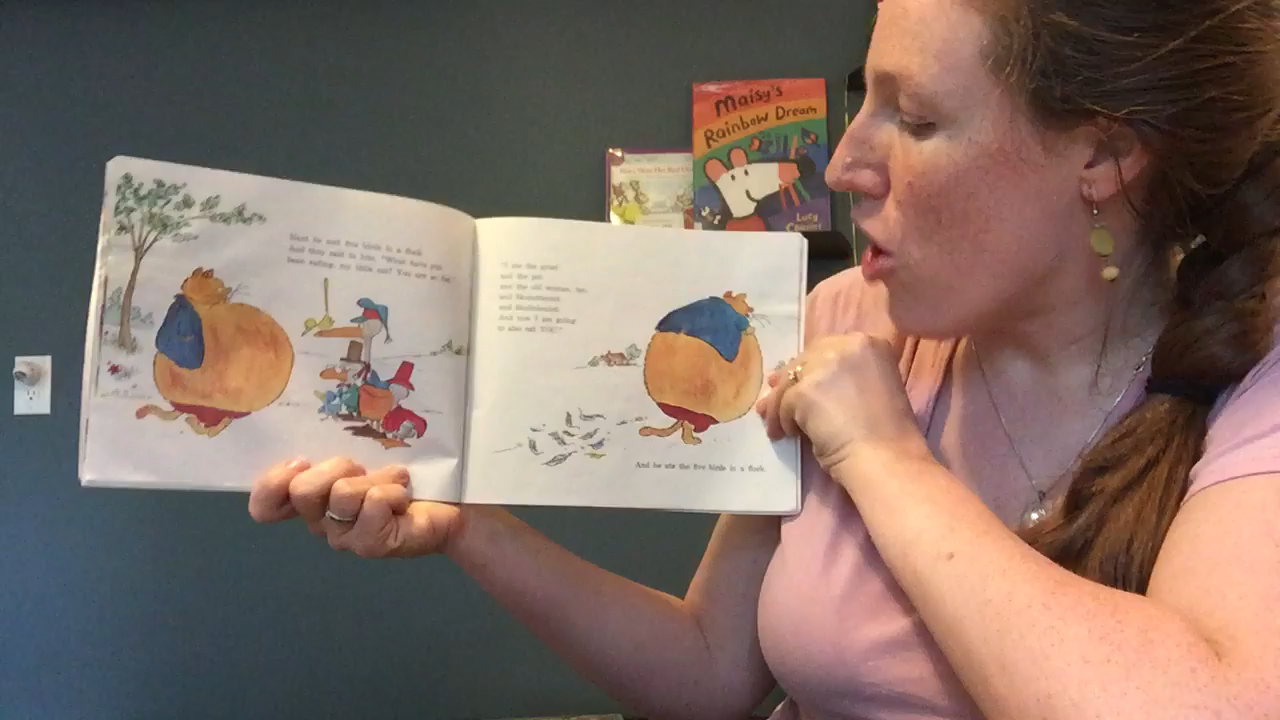 Maisy's
Rainbow Dream
Lucy
Cousins
Next he met five birds in a flock.
And they said to him, "What have you
been eating, my little cat? You are so fat."
"I ate the gruel
and the pot
and the old woman, too,
and Skohottentot
and Skolinkenlot.
And now I am going
to also eat YOU."
And he ate the five birds in a flock.